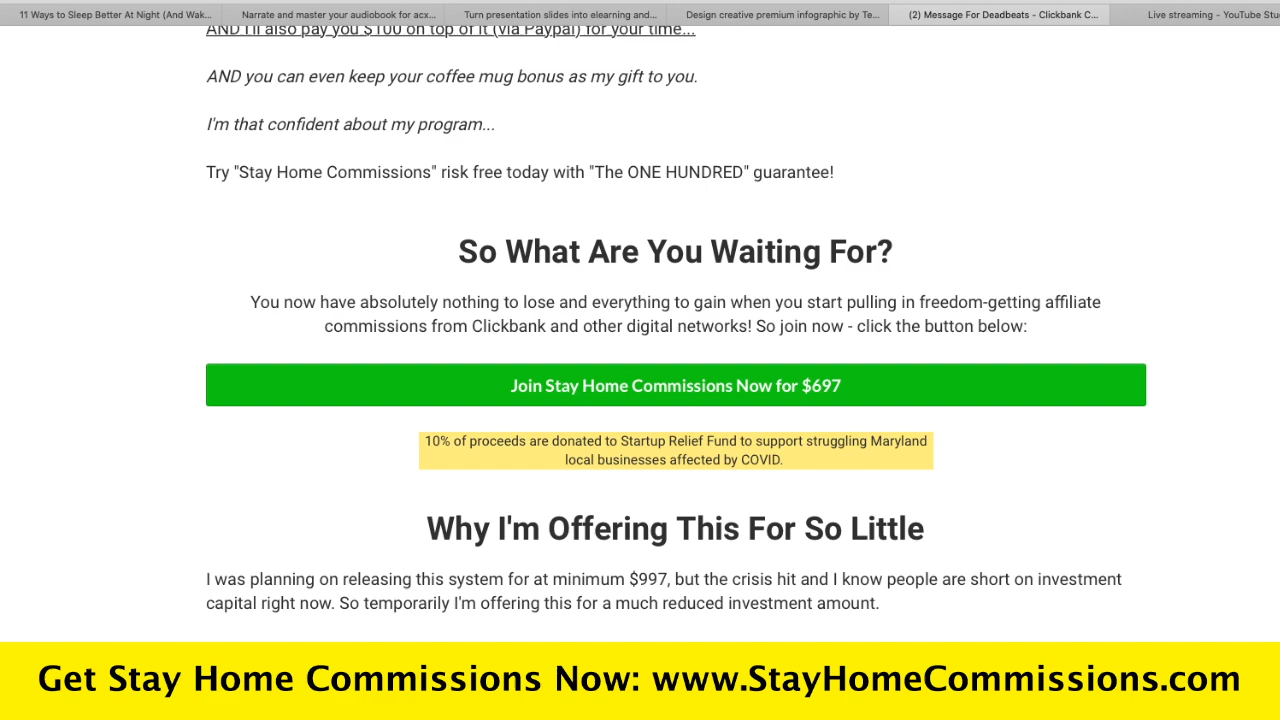 11 Ways to Sleep Better At Night (And Wak...
Narrate and master your audiobook for acx...
Turn presentation slides into elearning and...
Design creative premium infographic by Te...
(2) Message For Deadbeats - Clickbank C...
Live streaming - YouTube Stu
AND I'll also pay you $100 on top of it (via Paypal) for your time...
AND you can even keep your coffee mug bonus as my gift to you.
I'm that confident about my program...
Try "Stay Home Commissions" risk free today with "The ONE HUNDRED" guarantee!
So What Are You Waiting For?
You now have absolutely nothing to lose and everything to gain when you start pulling in freedom-getting affiliate
commissions from Clickbank and other digital networks! So join now - click the button below:
Join Stay Home Commissions Now for $697
10% of proceeds are donated to Startup Relief Fund to support struggling Maryland
local businesses affected by COVID.
Why I'm Offering This For So Little
I was planning on releasing this system for at minimum $997, but the crisis hit and I know people are short on investment
capital right now. So temporarily I'm offering this for a much reduced investment amount.
Get Stay Home Commissions Now: www.StayHomeCommissions.com